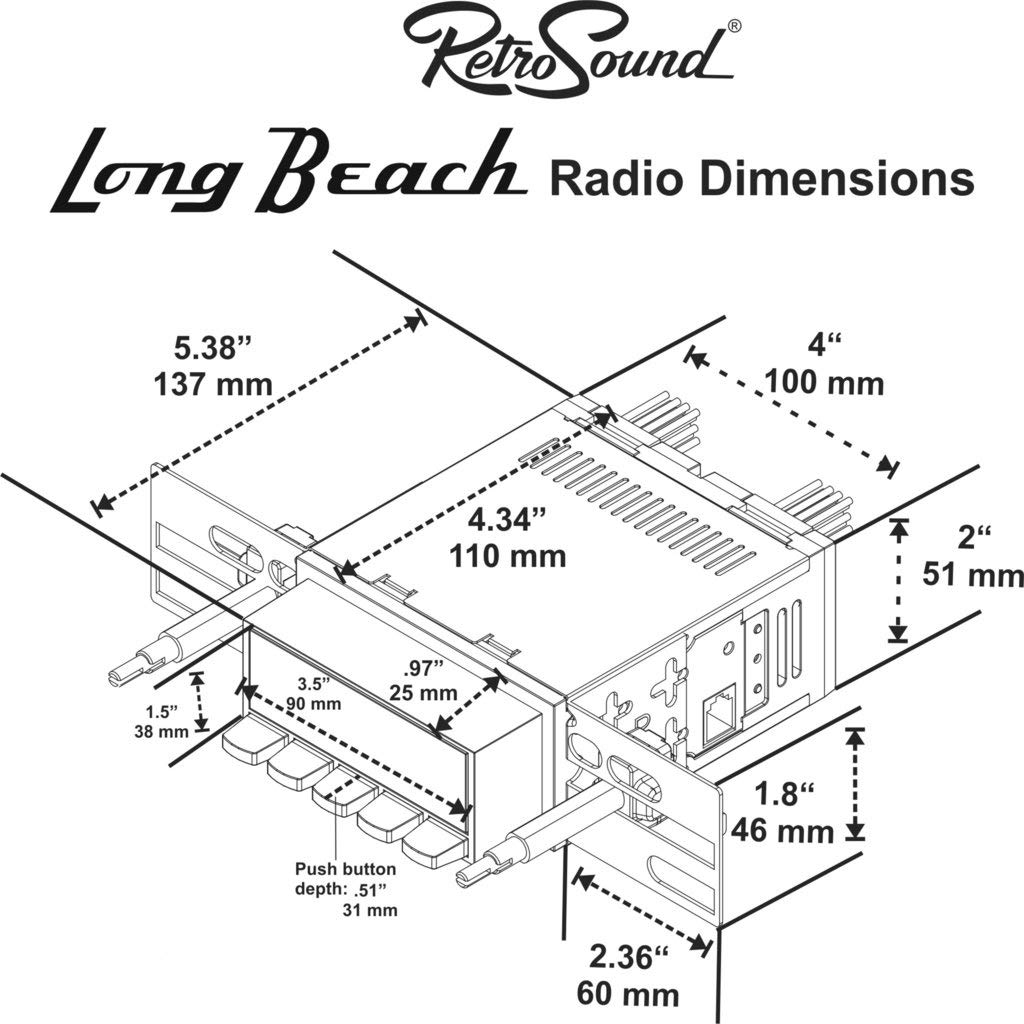 RetroSound®
Long Beach Radio Dimensions
5.38”
137 mm
4“
100 mm
4.34”
110 mm
2“
51 mm
.97”
25 mm
3.5”
90 mm
1.5”
38 mm
1.8“
46 mm
Push button
depth: .51”
31 mm
2.36“
60 mm